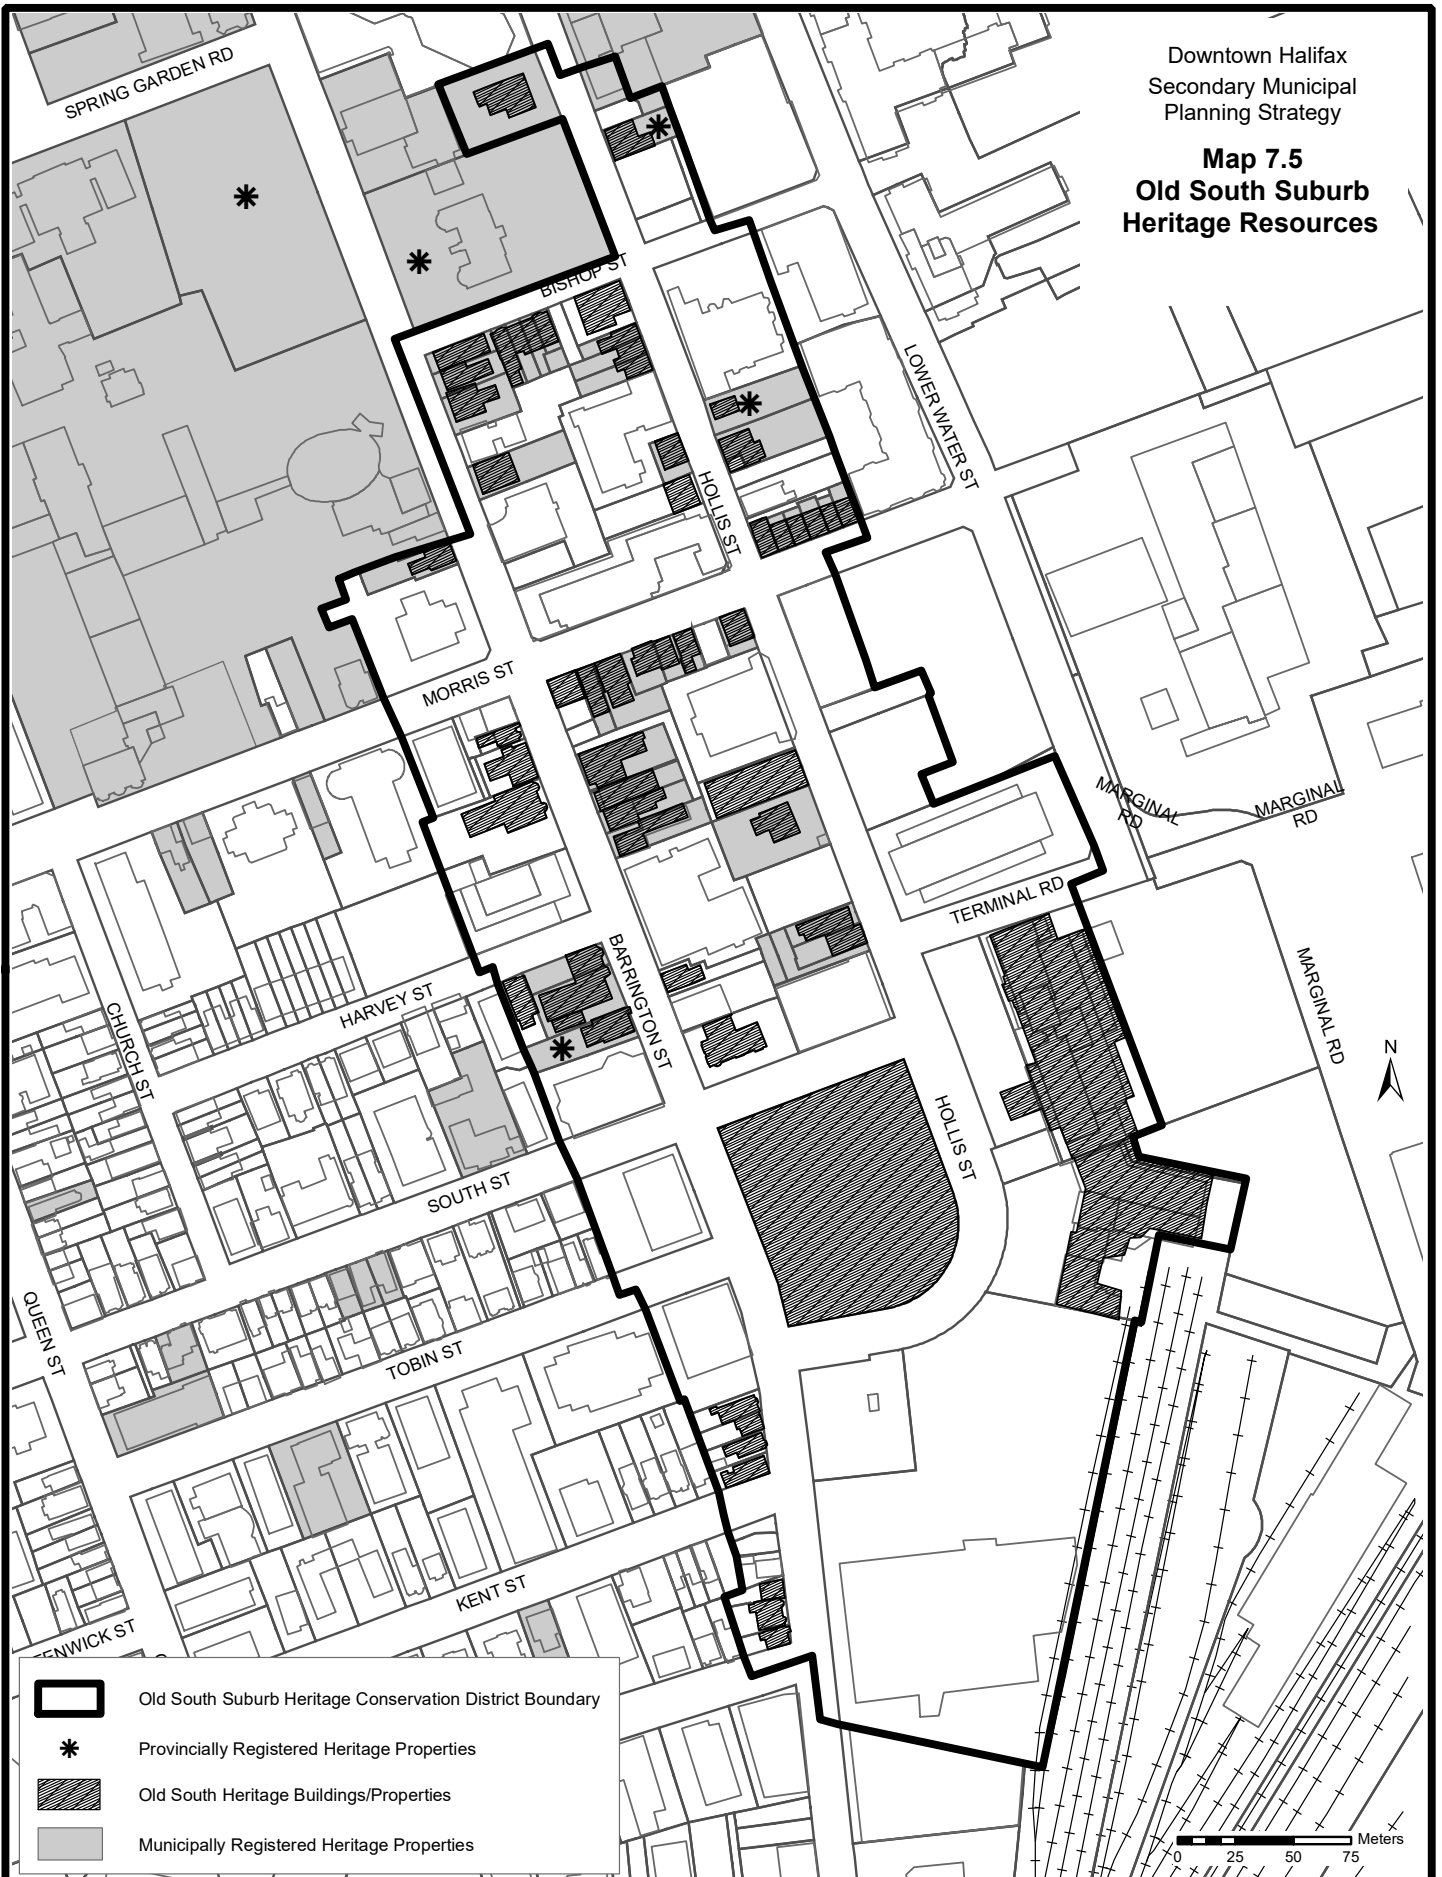 Downtown Halifax
Secondary Municipal
Planning Strategy
Map 7.5
Old South Suburb
Heritage Resources
SPRING GARDEN RD
BISHOP ST
LOWER WATER ST
HOLLIS ST
MORRIS ST
MARGINAL
RD
MARGINAL
RD
TERMINAL RD
BARRINGTON ST
HARVEY ST
CHURCH ST
MARGINAL RD
N
HOLLIS ST
SOUTH ST
QUEEN ST
TOBIN ST
KENT ST
ENWICK ST
Old South Suburb Heritage Conservation District Boundary
Provincially Registered Heritage Properties
Old South Heritage Buildings/Properties
Municipally Registered Heritage Properties
Meters
0 25 50 75